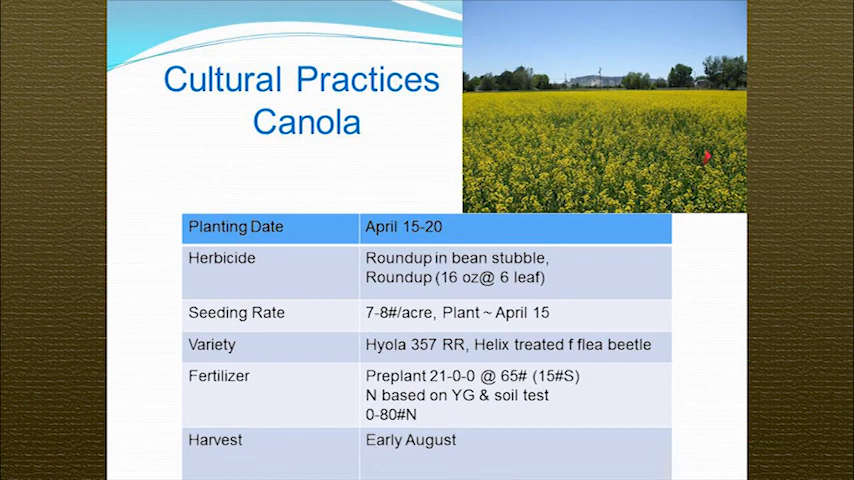 Cultural Practices
Canola
Planting Date April 15-20
Herbicide Roundup in bean stubble,
Roundup (16 oz@ 6 leaf)
Seeding Rate 7-8#/acre, Plant ~ April 15
Variety Hyola 357 RR, Helix treated f flea beetle
Fertilizer Preplant 21-0-0 @ 65# (15#S)
N based on YG & soil test
0-80#N
Harvest Early August